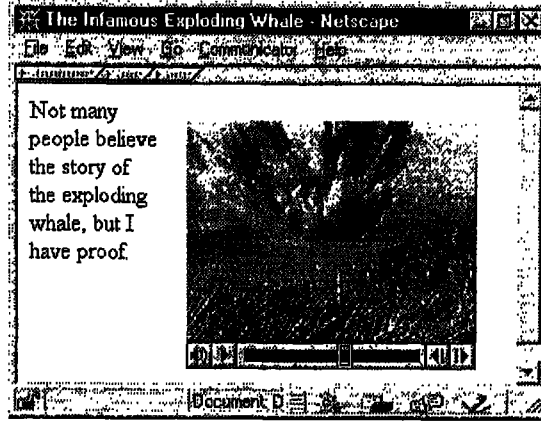 The Infamous Exploding Whale - Netscape
File Edit View Go Communicator Help
Not many
people believe
the story of
the exploding
whale, but I
have proof.
Document: D